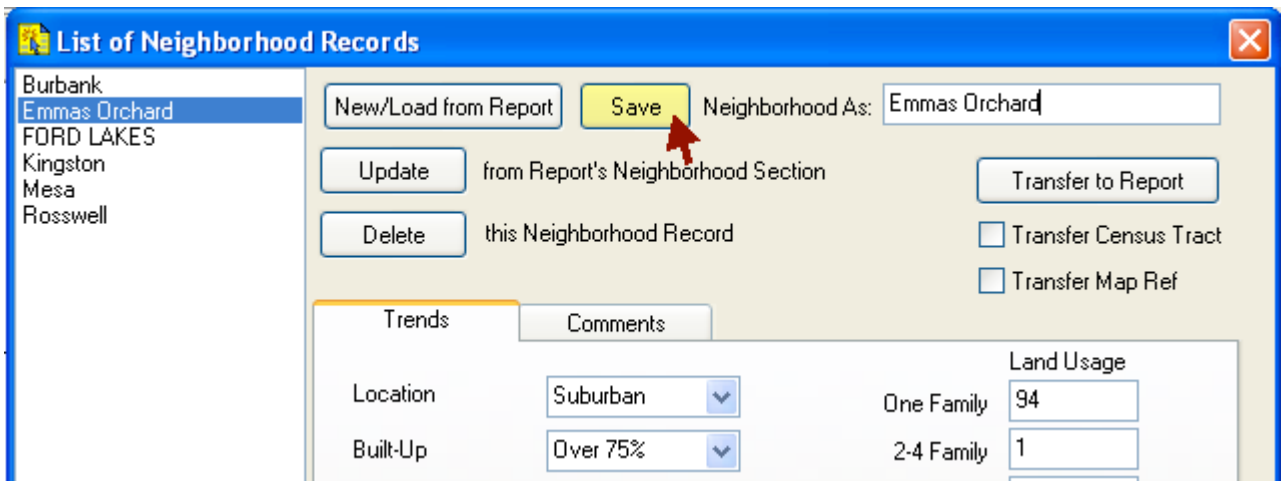 List of Neighborhood Records
Burbank
Emmas Orchard
FORD LAKES
Kingston
Mesa
Rosswell
New/Load from Report Save Neighborhood As: Emmas Orchard
Update from Report's Neighborhood Section
Transfer to Report
Delete this Neighborhood Record
Transfer Census Tract
Transfer Map Ref
Trends Comments
Land Usage
Location Suburban One Family 94
Built-Up Over 75% 2-4 Family 1